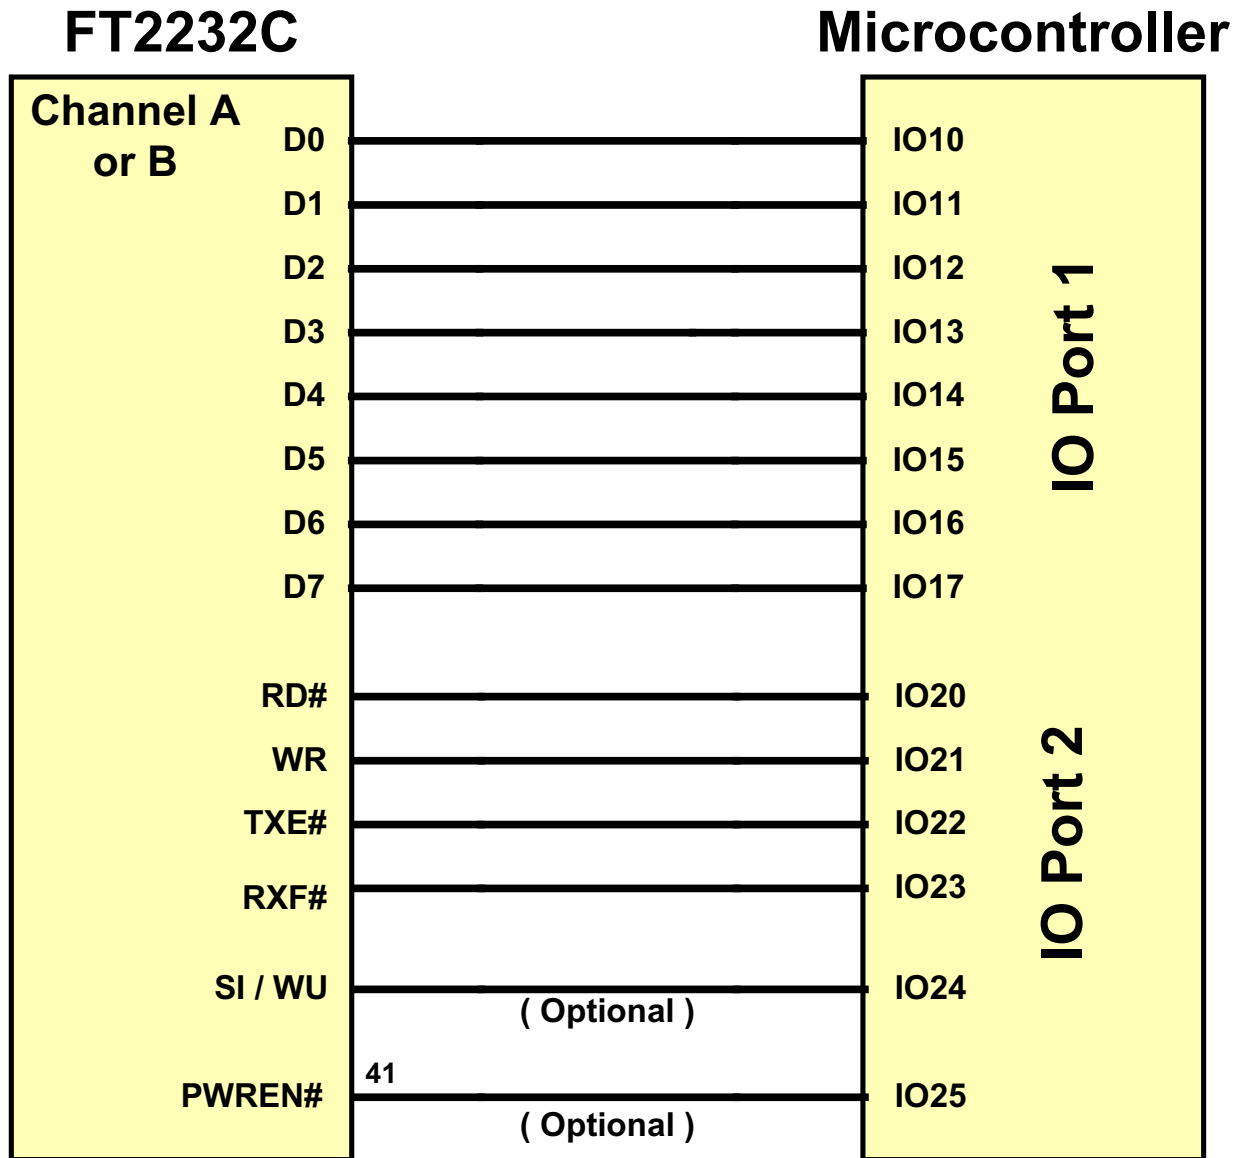 FT2232C
Microcontroller
Channel A
or B
D0
IO10
D1
IO11
D2
IO12
D3
IO13
D4
IO14
D5
IO15
D6
IO16
D7
IO17
IO Port 1
RD#
IO20
WR
IO21
TXE#
IO22
RXF#
IO23
SI / WU
( Optional )
IO24
PWREN#
41
( Optional )
IO25
IO Port 2